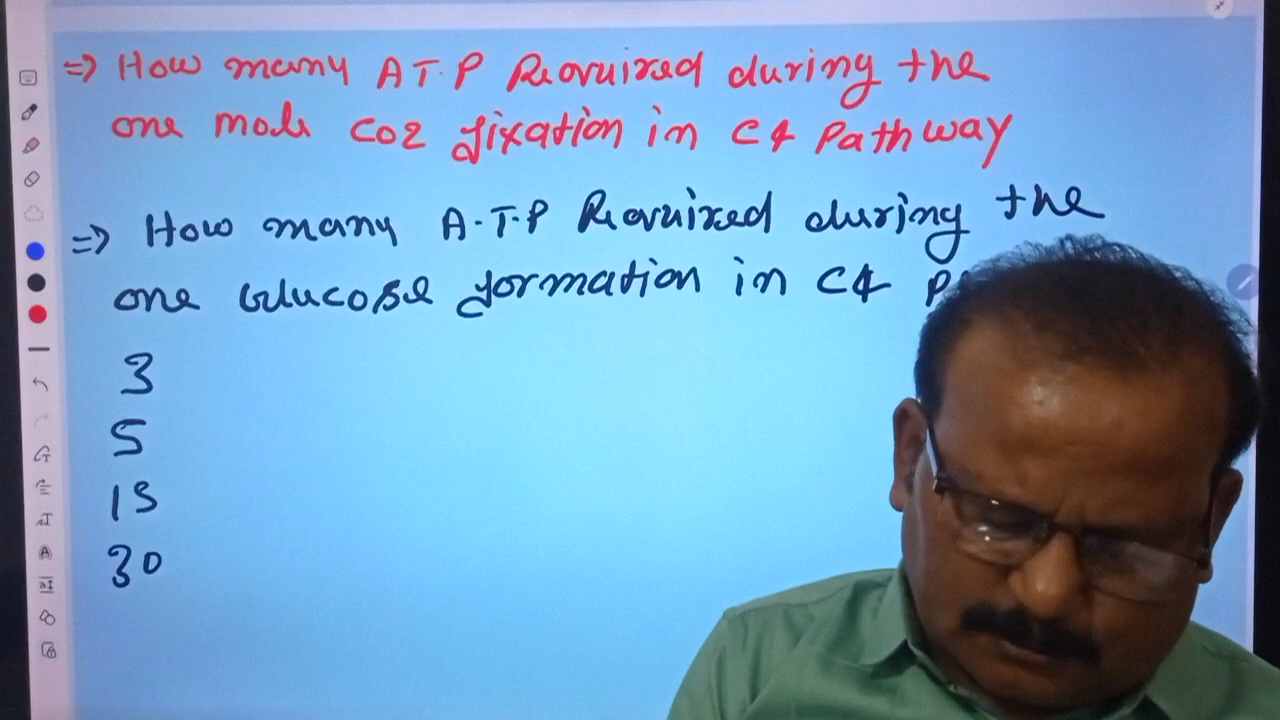 ⇒ How many A T.P Required during the
one mole CO2 fixation in C4 Pathway
⇒ How many A.T.P Required during the
one Glucose formation in C4
3
5
15
30